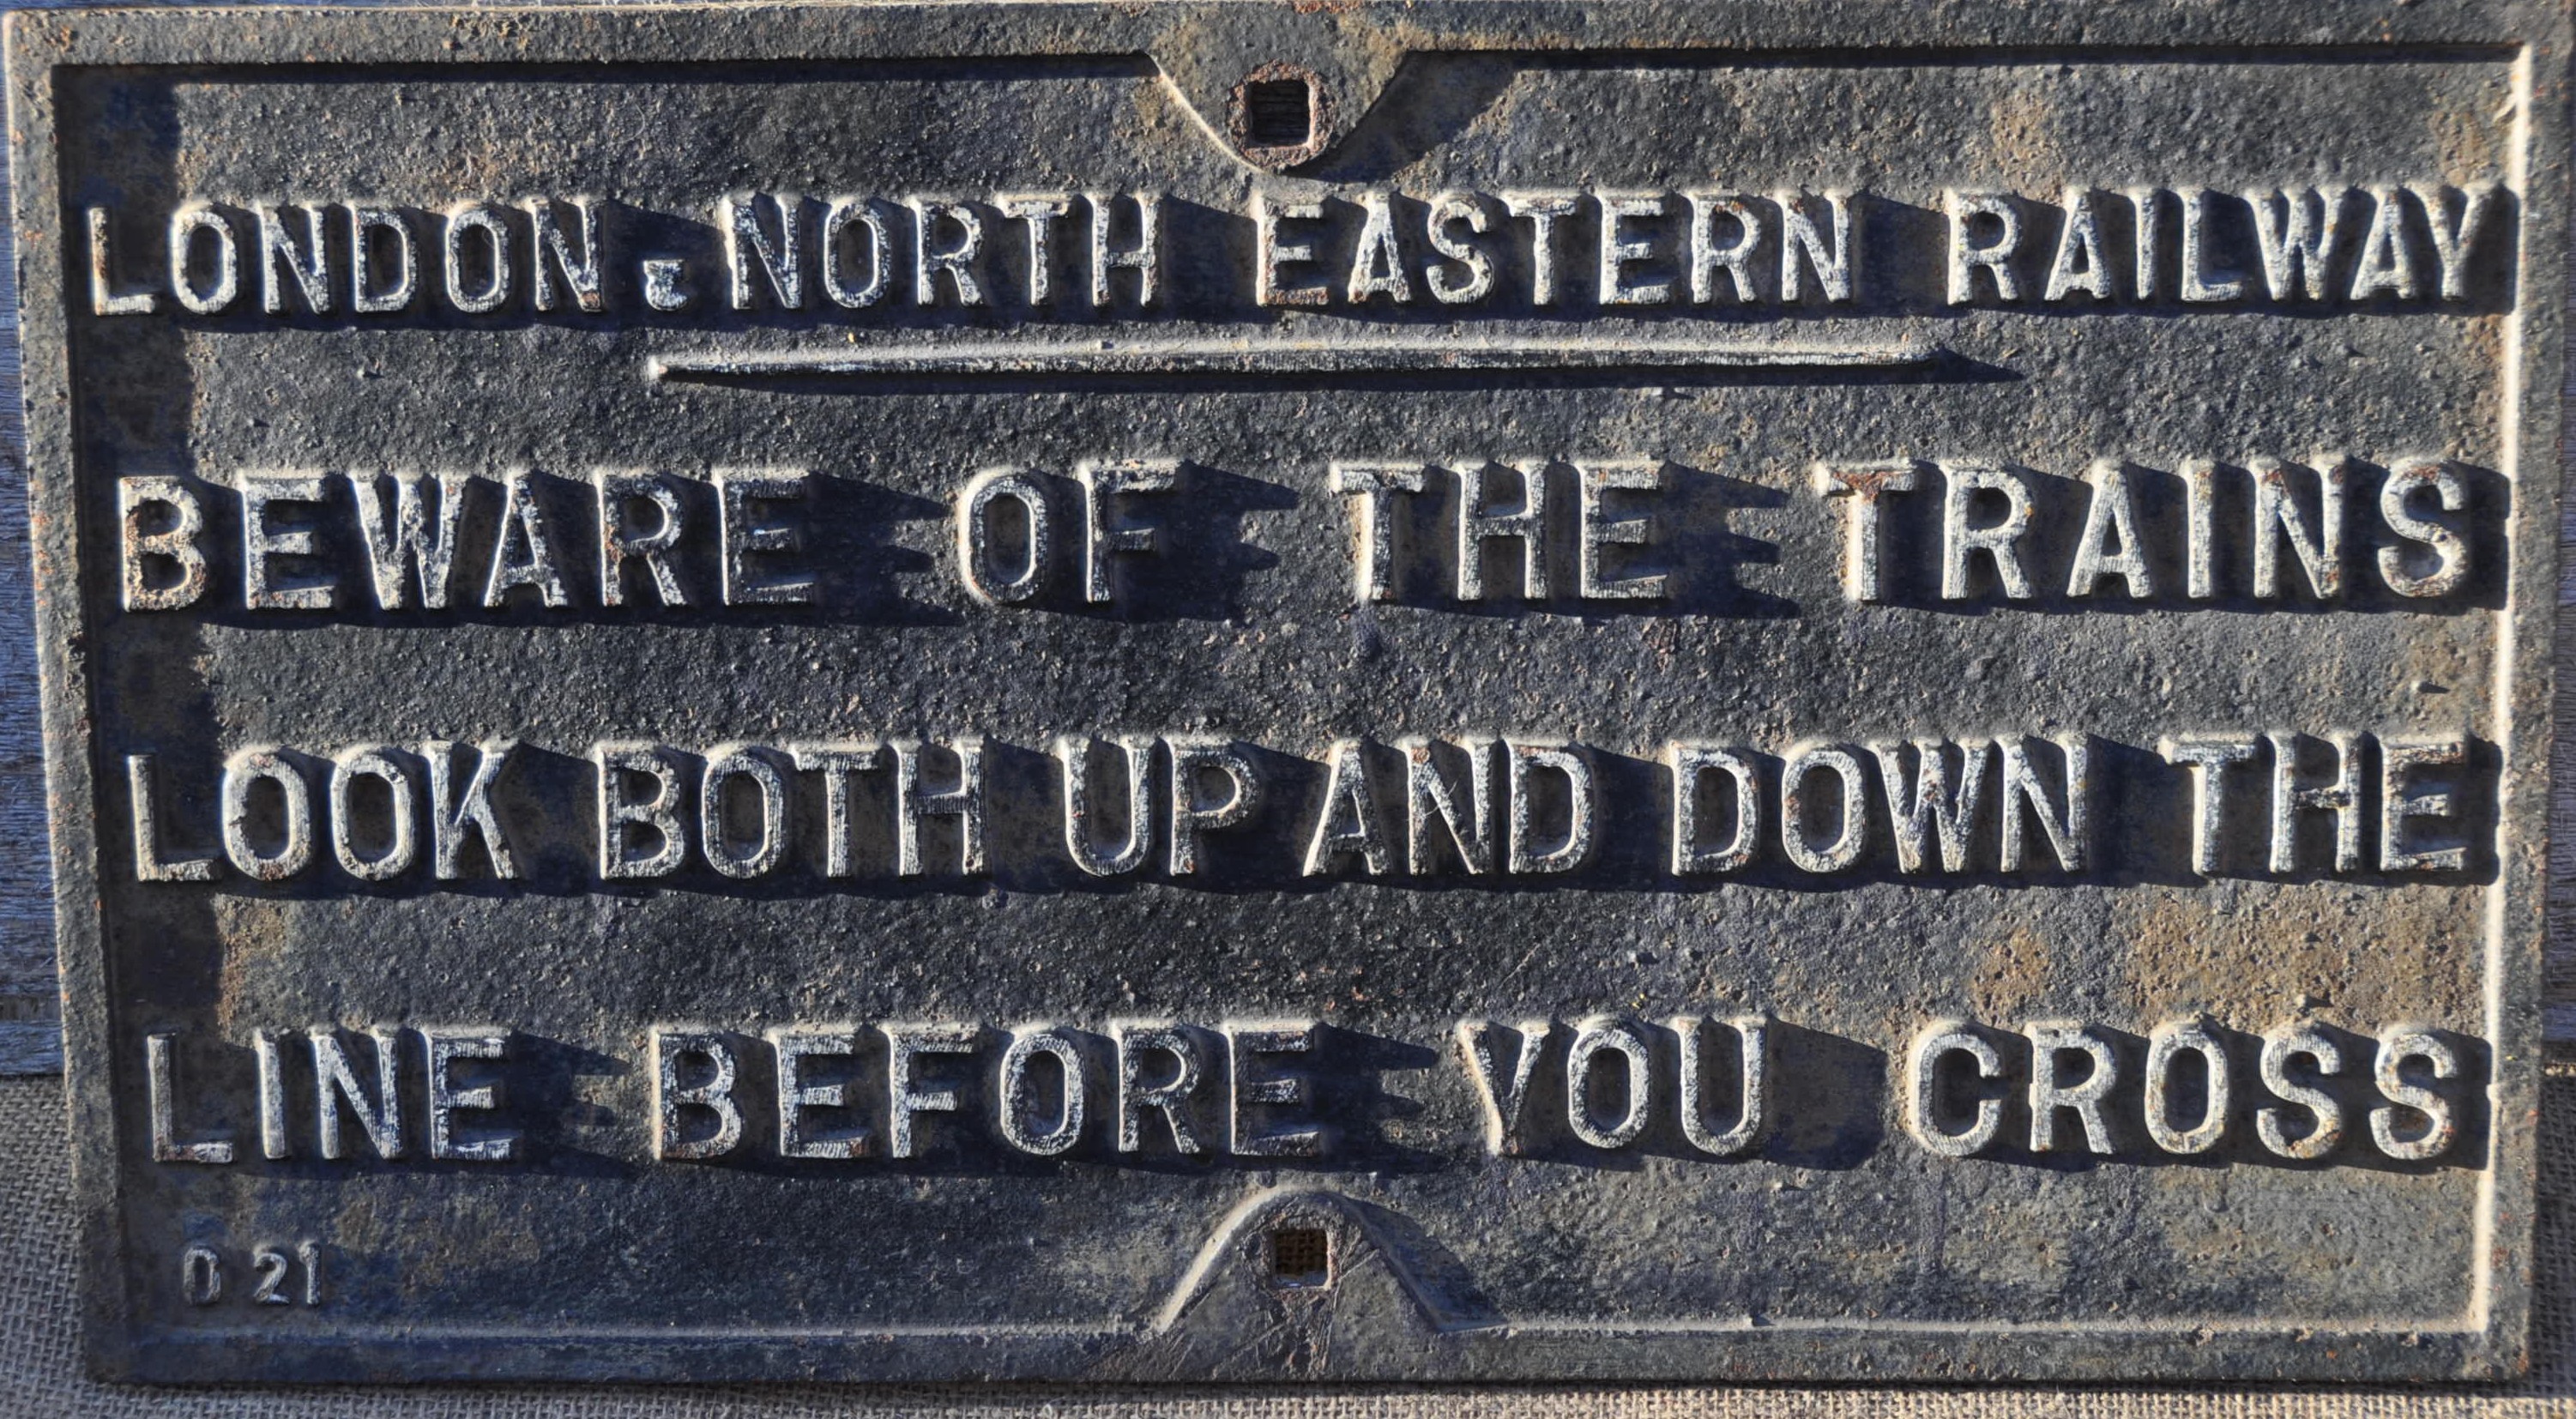 LONDON & NORTH EASTERN RAILWAY
BEWARE OF THE TRAINS
LOOK BOTH UP AND DOWN THE
LINE BEFORE YOU CROSS
D 21